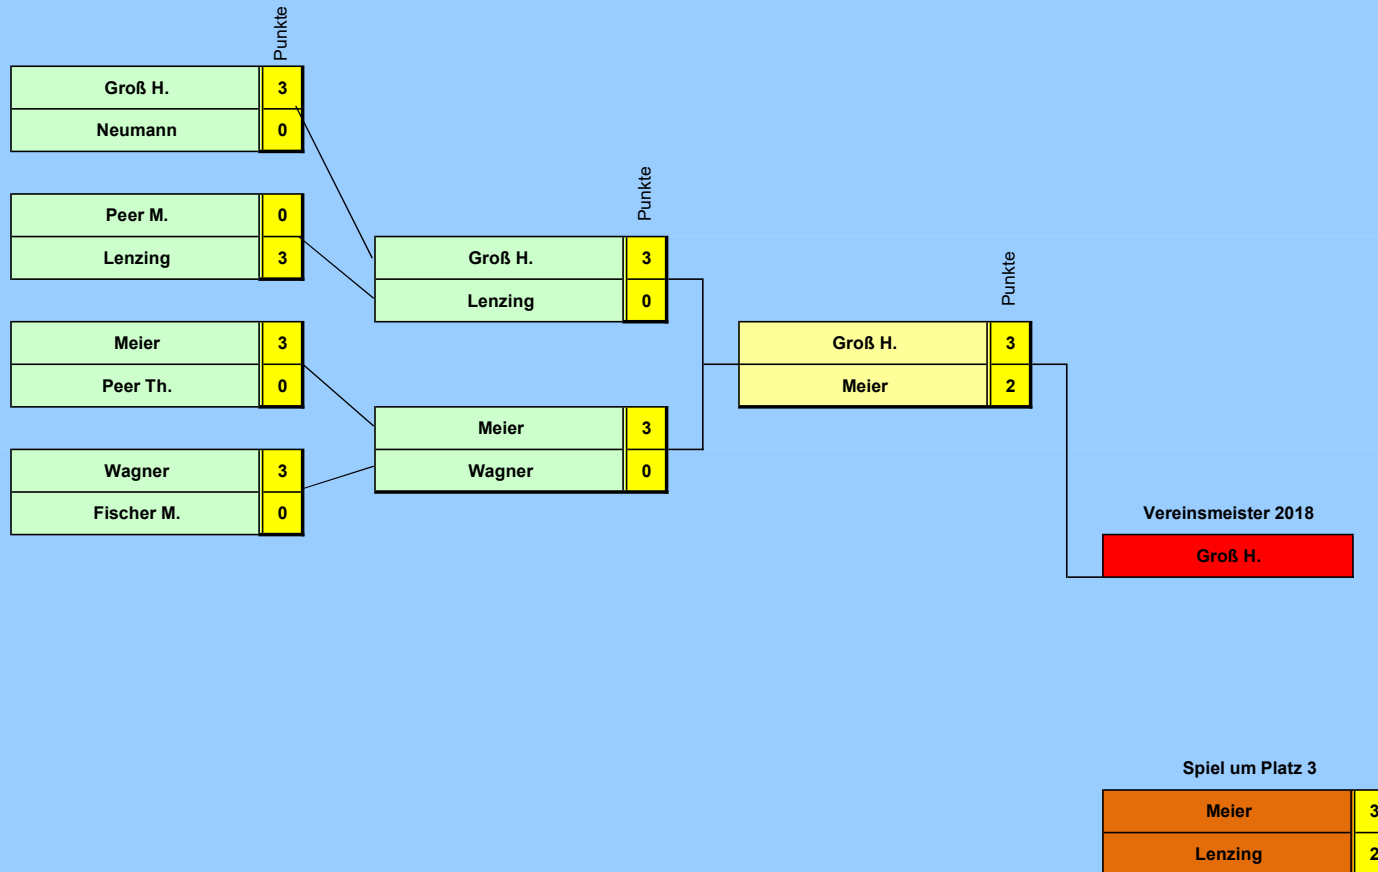 Punkte
Groß H. 3
Neumann 0
Peer M. 0
Lenzing 3
Meier 3
Peer Th. 0
Wagner 3
Fischer M. 0
Punkte
Groß H. 3
Lenzing 0
Meier 3
Wagner 0
Punkte
Groß H. 3
Meier 2
Vereinsmeister 2018
Groß H.
Spiel um Platz 3
Meier 3
Lenzing 2